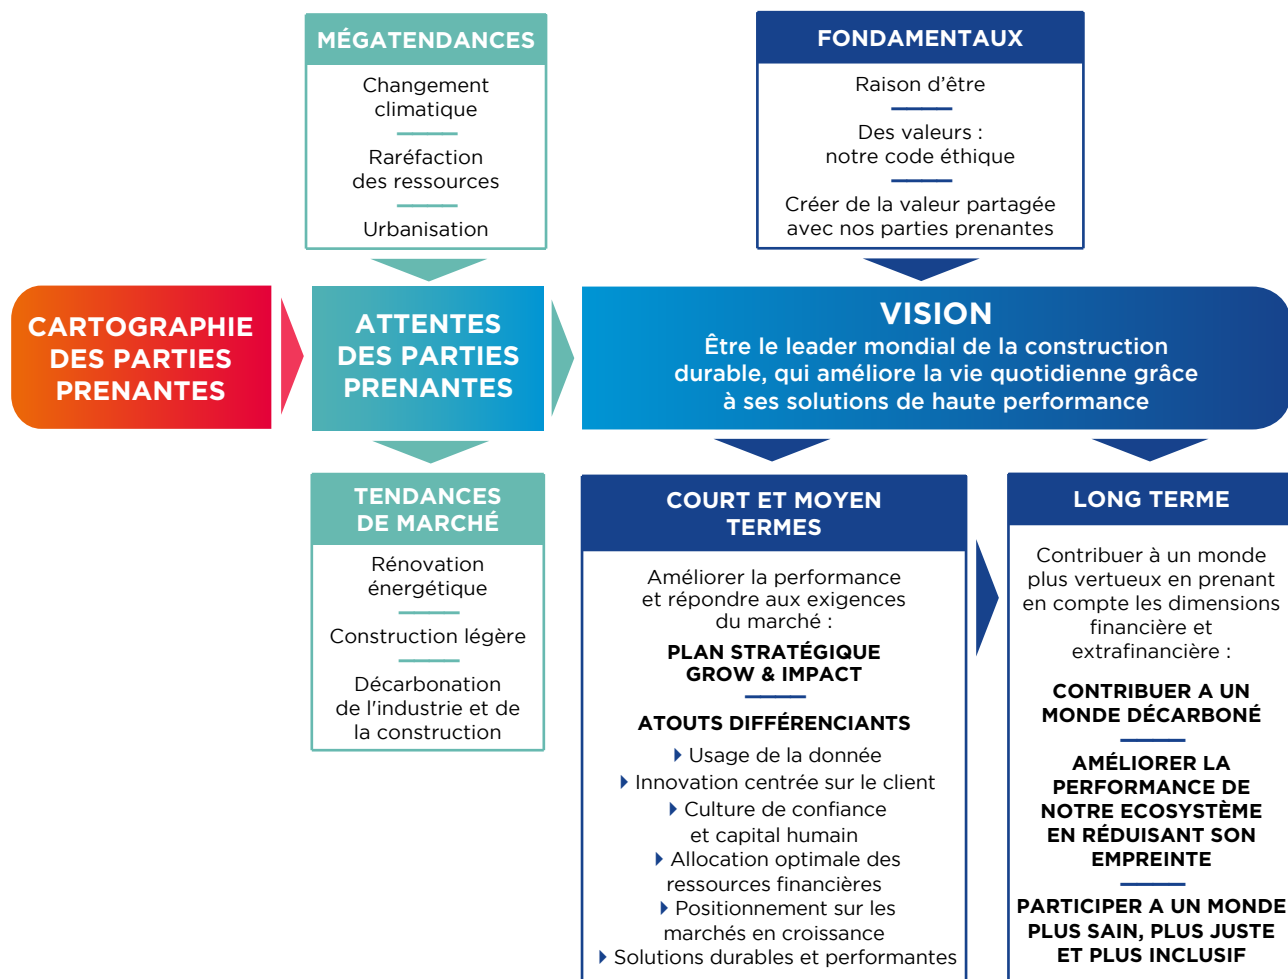 MÉGATENDANCES
Changement
climatique
Raréfaction
des ressources
Urbanisation
FONDAMENTAUX
Raison d’être
Des valeurs :
notre code éthique
Créer de la valeur partagée
avec nos parties prenantes
CARTOGRAPHIE
DES PARTIES
PRENANTES
ATTENTES
DES PARTIES
PRENANTES
VISION
Être le leader mondial de la construction
durable, qui améliore la vie quotidienne grâce
à ses solutions de haute performance
TENDANCES
DE MARCHÉ
Rénovation
énergétique
Construction légère
Décarbonation
de l'industrie et de
la construction
COURT ET MOYEN
TERMES
Améliorer la performance
et répondre aux exigences
du marché :
PLAN STRATÉGIQUE
GROW & IMPACT
ATOUTS DIFFÉRENCIANTS
Usage de la donnée
Innovation centrée sur le client
Culture de confiance
et capital humain
Allocation optimale des
ressources financières
Positionnement sur les
marchés en croissance
Solutions durables et performantes
LONG TERME
Contribuer à un monde
plus vertueux en prenant
en compte les dimensions
financière et
extrafinancière :
CONTRIBUER A UN
MONDE DÉCARBONÉ
AMÉLIORER LA
PERFORMANCE DE
NOTRE ECOSYSTÈME
EN RÉDUISANT SON
EMPREINTE
PARTICIPER A UN MONDE
PLUS SAIN, PLUS JUSTE
ET PLUS INCLUSIF